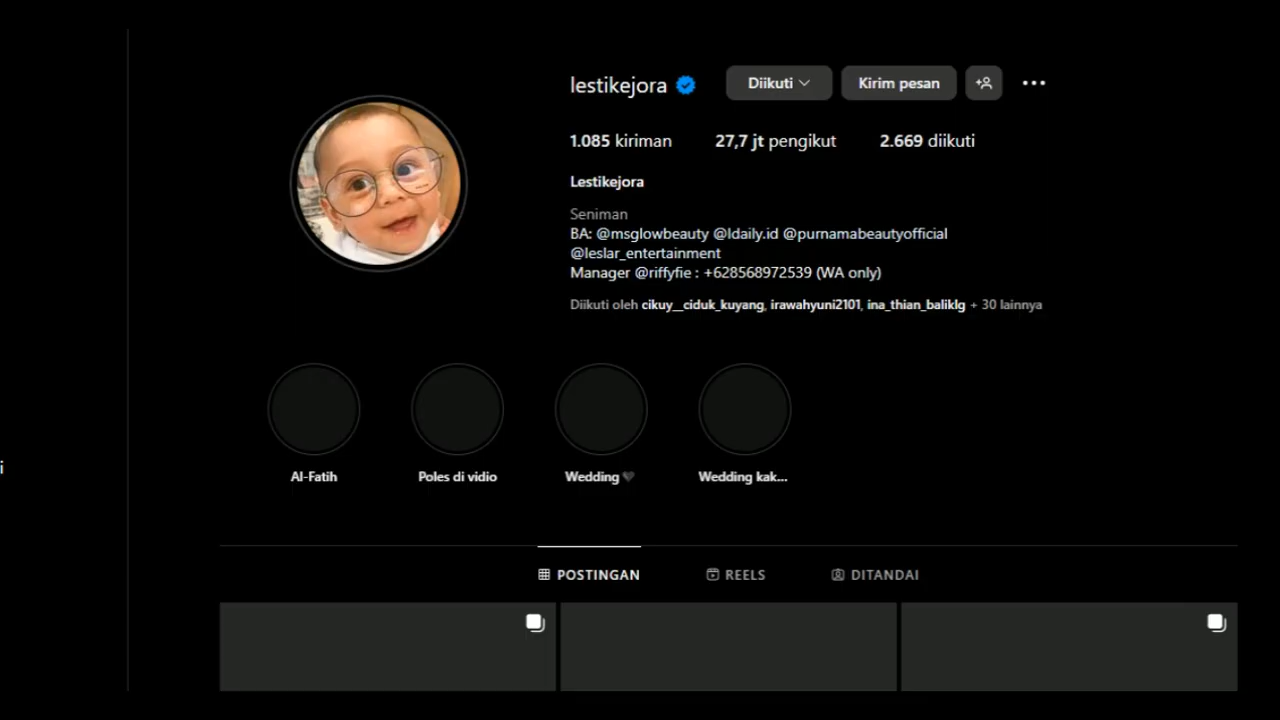 lestikejora Diikuti Kirim pesan
1.085 kiriman 27,7 jt pengikut 2.669 diikuti
Lestikejora
Seniman
BA: @msglowbeauty @ldaily.id @purnamabeautyofficial
@leslar_entertainment
Manager @riffyfie : +628568972539 (WA only)
Diikuti oleh cikuy__ciduk_kuyang, irawahyuni2101, ina_thian_baliklg + 30 lainnya
i
Al-Fatih Poles di vidio Wedding🖤 Wedding kak...
POSTINGAN REELS DITANDAI